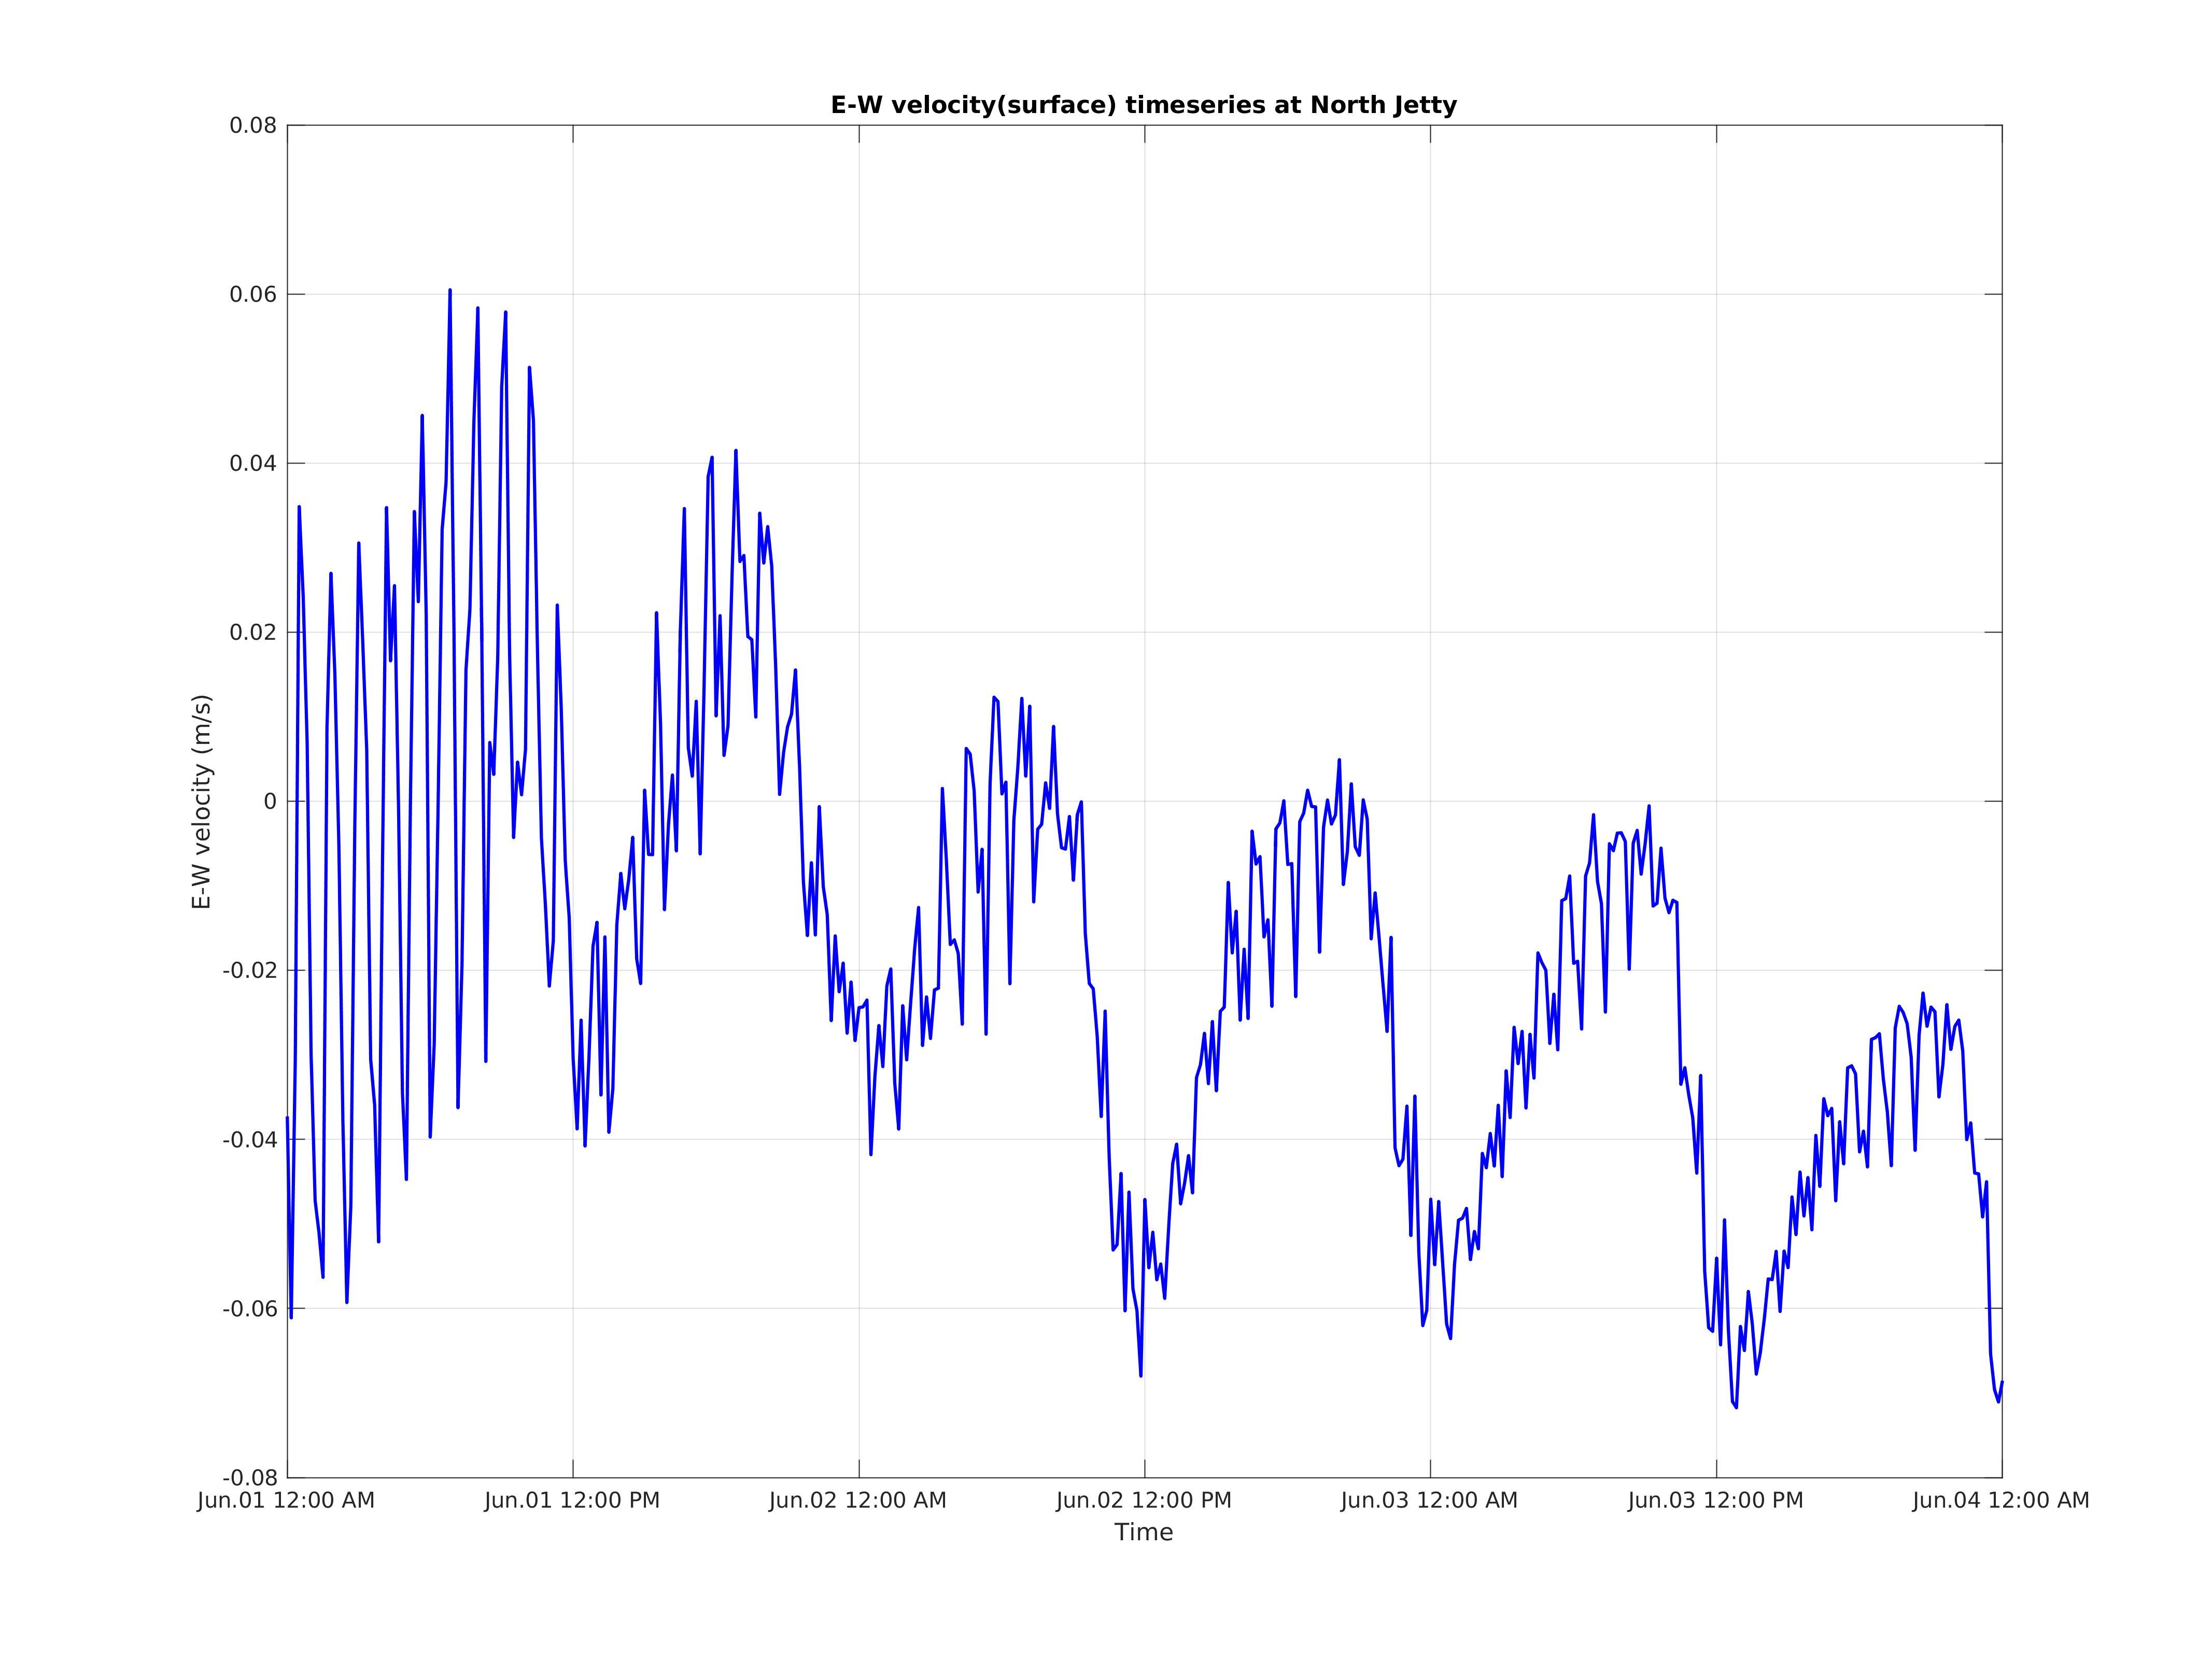 E-W velocity(surface) timeseries at North Jetty
0.08
0.06
0.04
0.02
0
-0.02
-0.04
-0.06
-0.08
E-W velocity (m/s)
Jun.01 12:00 AM Jun.01 12:00 PM Jun.02 12:00 AM Jun.02 12:00 PM Jun.03 12:00 AM Jun.03 12:00 PM Jun.04 12:00 AM
Time